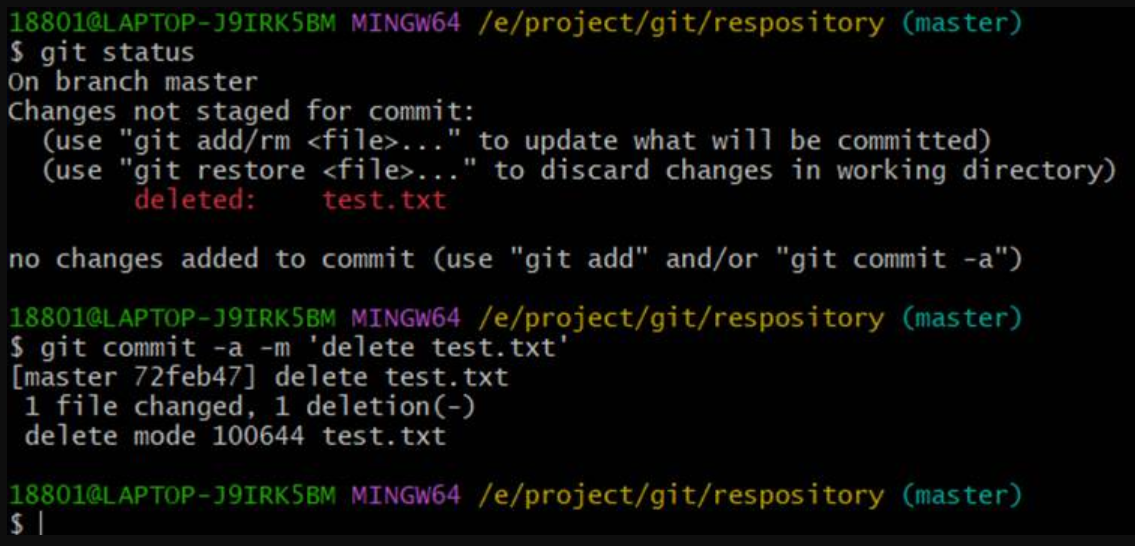 18801@LAPTOP-J9IRK5BM MINGW64 /e/project/git/respository (master)
$ git status
On branch master
Changes not staged for commit:
  (use "git add/rm <file>..." to update what will be committed)
  (use "git restore <file>..." to discard changes in working directory)
        deleted:    test.txt

no changes added to commit (use "git add" and/or "git commit -a")

18801@LAPTOP-J9IRK5BM MINGW64 /e/project/git/respository (master)
$ git commit -a -m 'delete test.txt'
[master 72feb47] delete test.txt
 1 file changed, 1 deletion(-)
 delete mode 100644 test.txt

18801@LAPTOP-J9IRK5BM MINGW64 /e/project/git/respository (master)
$